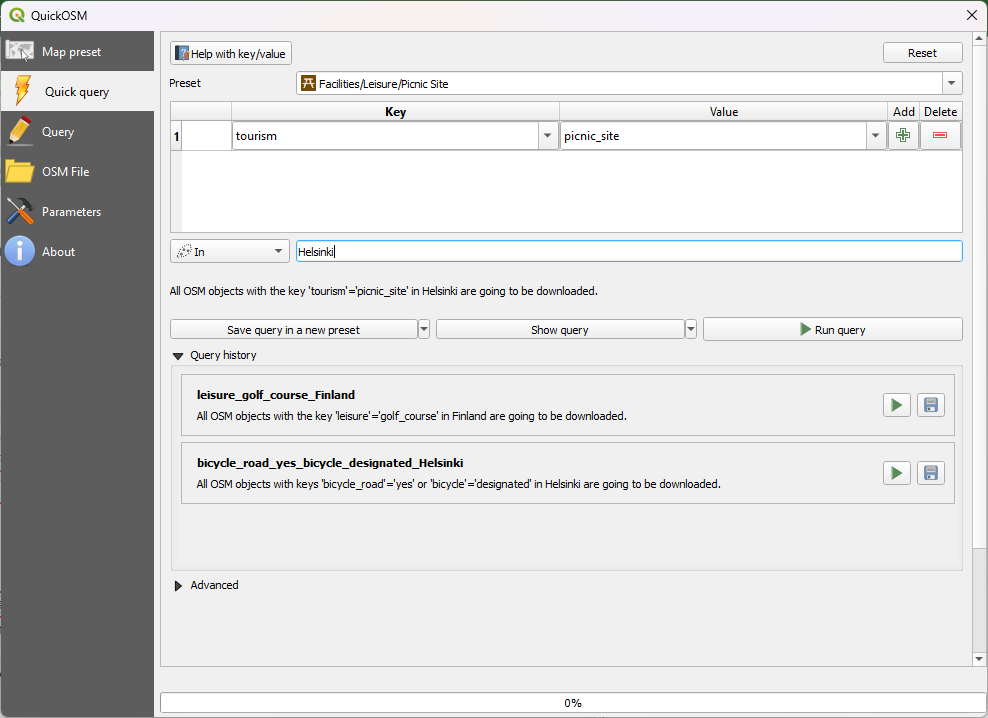 QuickOSM
Map preset
Quick query
Query
OSM File
Parameters
About
Help with key/value
Reset
Preset
Facilities/Leisure/Picnic Site
Key Value Add Delete
1 tourism picnic_site
In Helsinki
All OSM objects with the key 'tourism'='picnic_site' in Helsinki are going to be downloaded.
Save query in a new preset Show query Run query
Query history
leisure_golf_course_Finland
All OSM objects with the key 'leisure'='golf_course' in Finland are going to be downloaded.
bicycle_road_yes_bicycle_designated_Helsinki
All OSM objects with keys 'bicycle_road'='yes' or 'bicycle'='designated' in Helsinki are going to be downloaded.
Advanced
0%